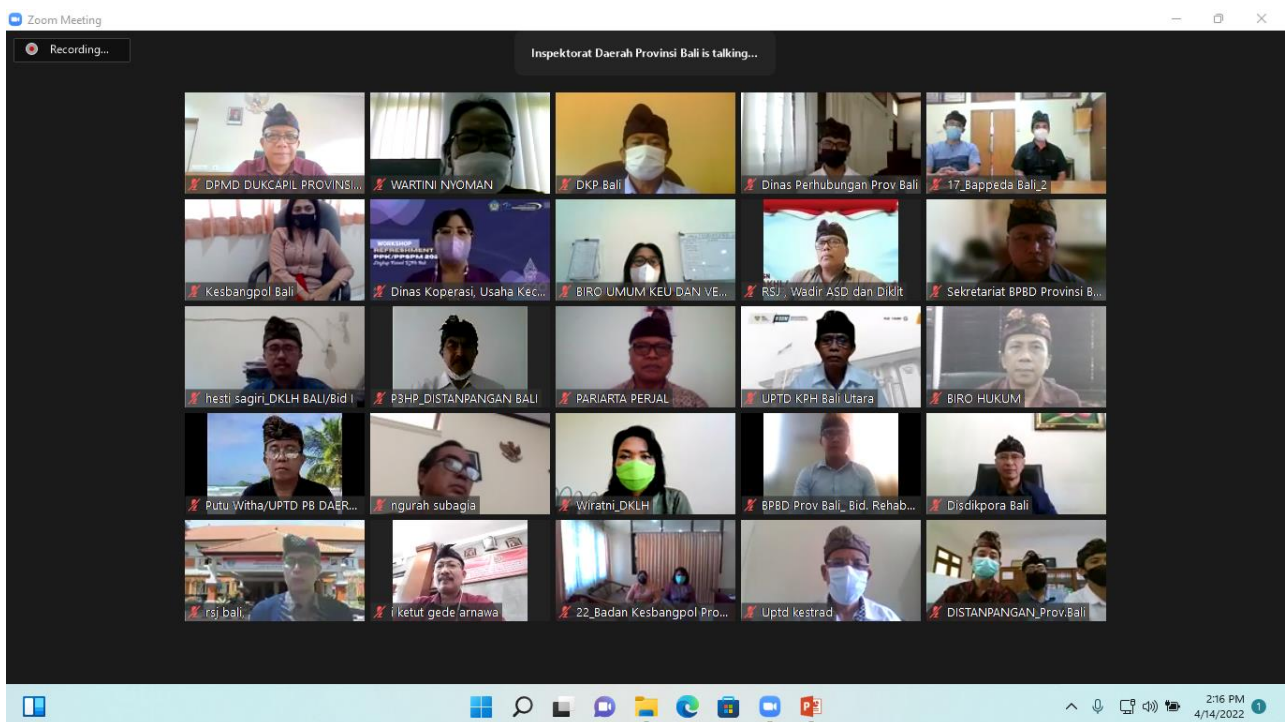 Zoom Meeting
Recording...
Inspektorat Daerah Provinsi Bali is talking...
DPMD DUKCAPIL PROVINSI...
WARTINI NYOMAN
DKP Bali
Dinas Perhubungan Prov Bali
17_Bappeda Bali_2
WORKSHOP
REFRESHMENT
Kesbangpol Bali
Dinas Koperasi, Usaha Kec...
BIRO UMUM KEU DAN VE...
RSJ , Wadir ASD dan Diklit
Sekretariat BPBD Provinsi B...
hesti sagiri_DKLH BALI/Bid I
P3HP_DISTANPANGAN BALI
PARIARTA PERJAL
UPTD KPH Bali Utara
BIRO HUKUM
Putu Witha/UPTD PB DAER...
ngurah subagia
Wiratni_DKLH
BPBD Prov Bali_ Bid. Rehab...
Disdikpora Bali
rsj bali,
i ketut gede arnawa
22_Badan Kesbangpol Pro...
Uptd kestrad
DISTANPANGAN_Prov.Bali
2:16 PM
4/14/2022
1